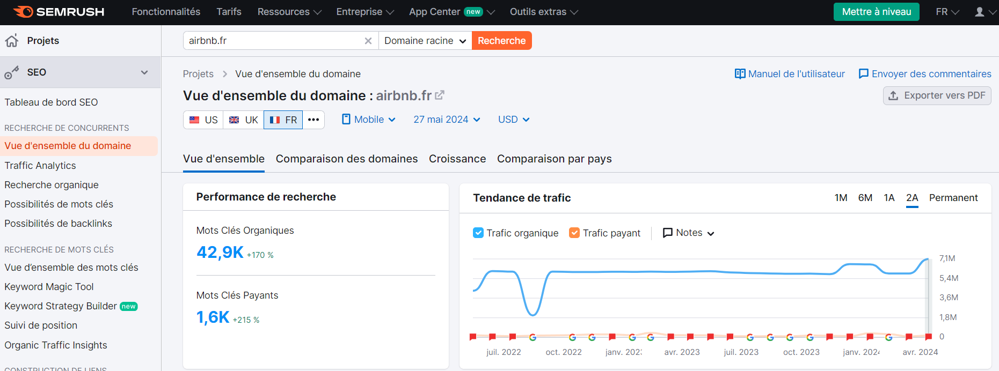 SEMRUSH Fonctionnalités Tarifs Ressources Entreprise App Center new Outils extras Mettre à niveau FR
Projets
airbnb.fr Domaine racine Recherche
SEO
Projets > Vue d'ensemble du domaine
Manuel de l'utilisateur Envoyer des commentaires
Vue d'ensemble du domaine : airbnb.fr
Exporter vers PDF
US UK FR ••• Mobile 27 mai 2024 USD
Vue d'ensemble Comparaison des domaines Croissance Comparaison par pays
Tableau de bord SEO
RECHERCHE DE CONCURRENTS
Vue d'ensemble du domaine
Traffic Analytics
Recherche organique
Possibilités de mots clés
Possibilités de backlinks
RECHERCHE DE MOTS CLÉS
Vue d'ensemble des mots clés
Keyword Magic Tool
Keyword Strategy Builder new
Suivi de position
Organic Traffic Insights
CONSTRUCTION DE LIENS
Performance de recherche
Mots Clés Organiques
42,9K +170 %
Mots Clés Payants
1,6K +215 %
Tendance de trafic
1M 6M 1A 2A Permanent
Trafic organique Trafic payant Notes
7,1M
5,4M
3,6M
1,8M
0
juil. 2022 oct. 2022 janv. 202 avr. 2023 juil. 2023 oct. 2023 janv. 202 avr. 2024